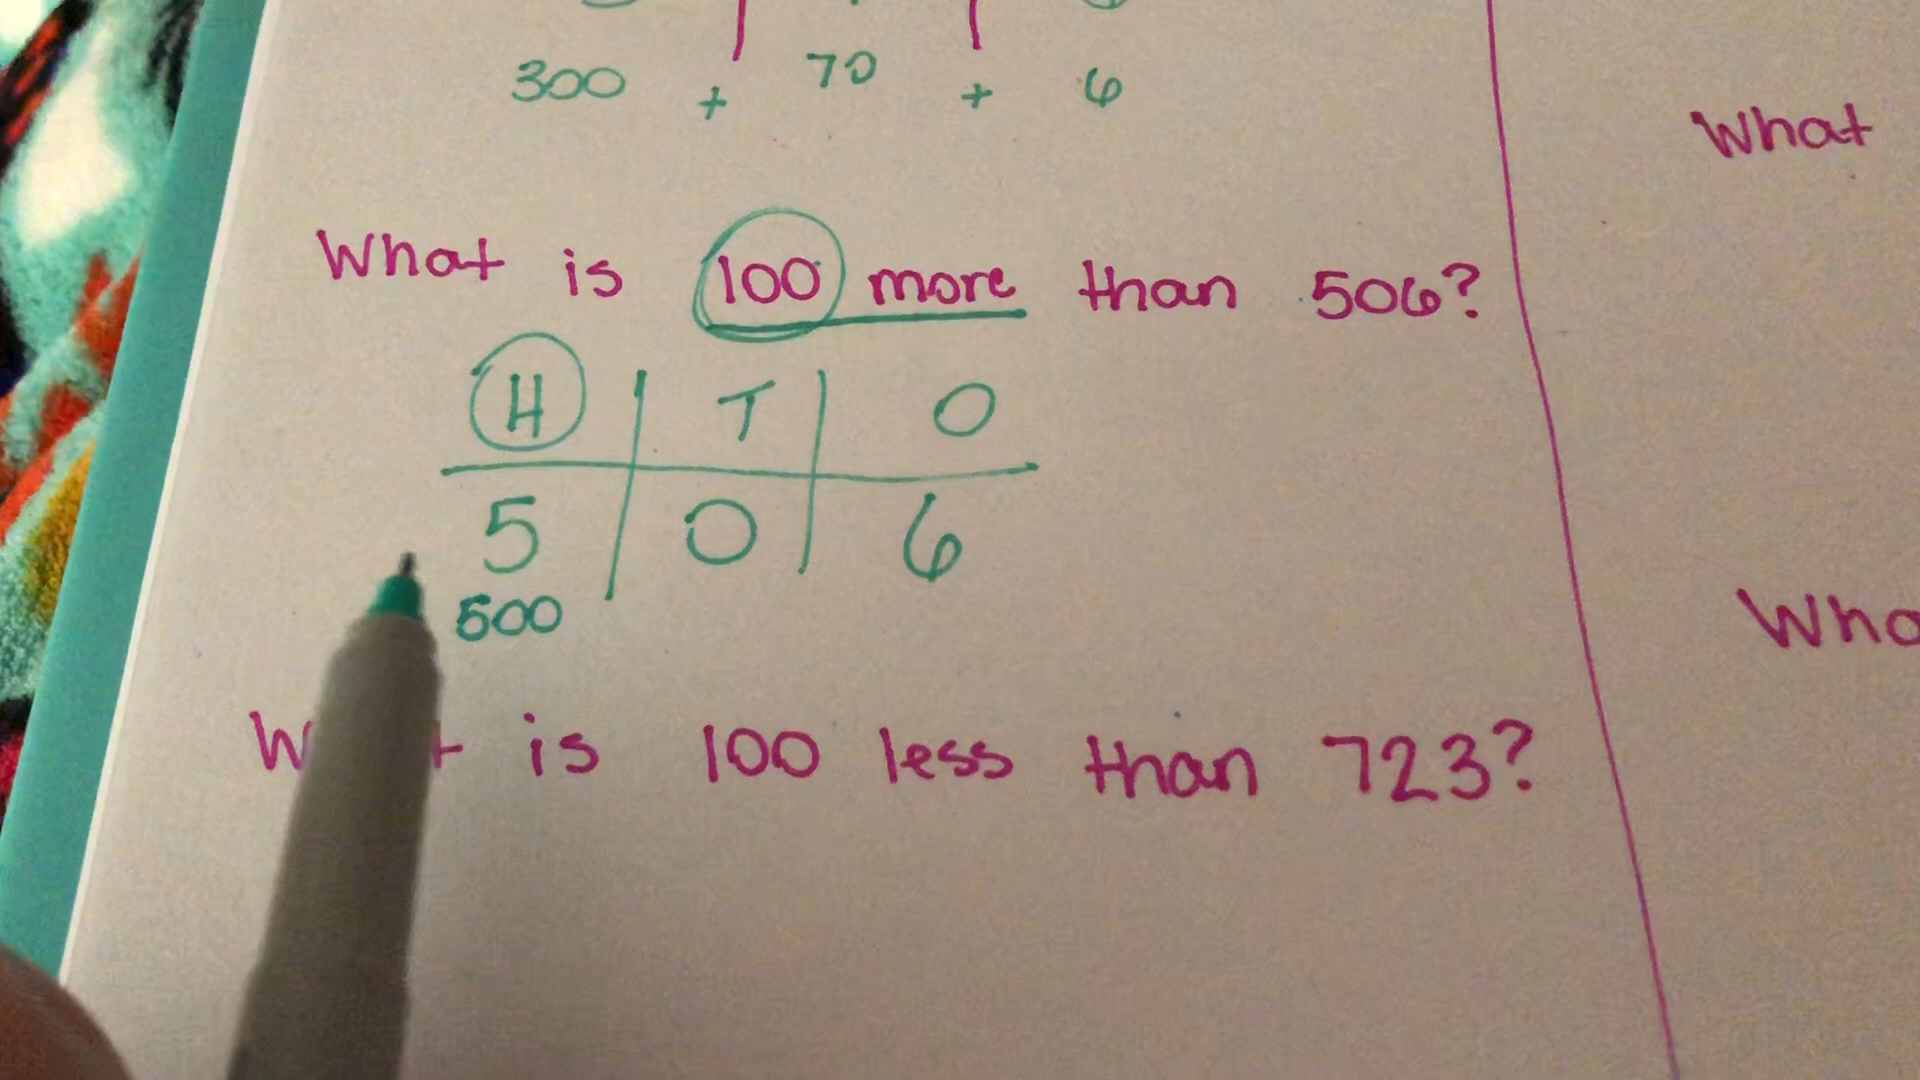 300 + 70 + 6
What
What is 100 more than 506?
H T O
5 0 6
500
is 100 less than 723?